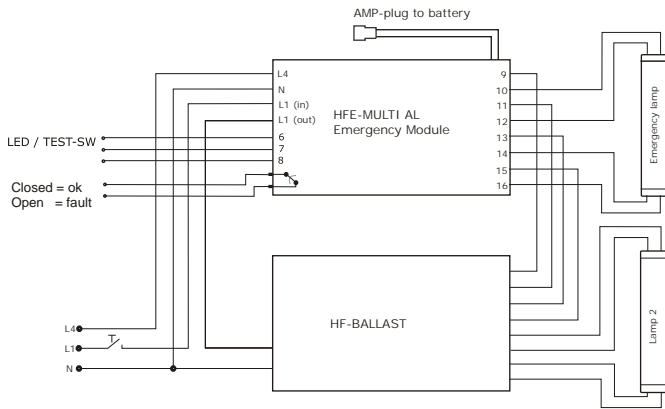 AMP-plug to battery
L4
N
L1 (in)
L1 (out)
6
7
8
HFE-MULTI AL
Emergency Module
9
10
11
12
13
14
15
16
Emergency lamp
LED / TEST-SW
Closed = ok
Open = fault
HF-BALLAST
Lamp 2
L4
T
L1
N